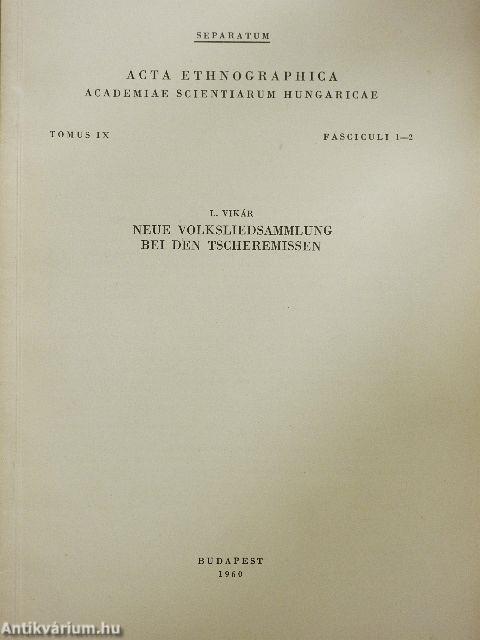 SEPARATUM
ACTA ETHNOGRAPHICA
ACADEMIAE SCIENTIARUM HUNGARICAE
TOMUS IX FASCICULI 1—2
L. VIKÁR
NEUE VOLKSLIEDSAMMLUNG
BEI DEN TSCHEREMISSEN
BUDAPEST
1960
Antikvárium.hu